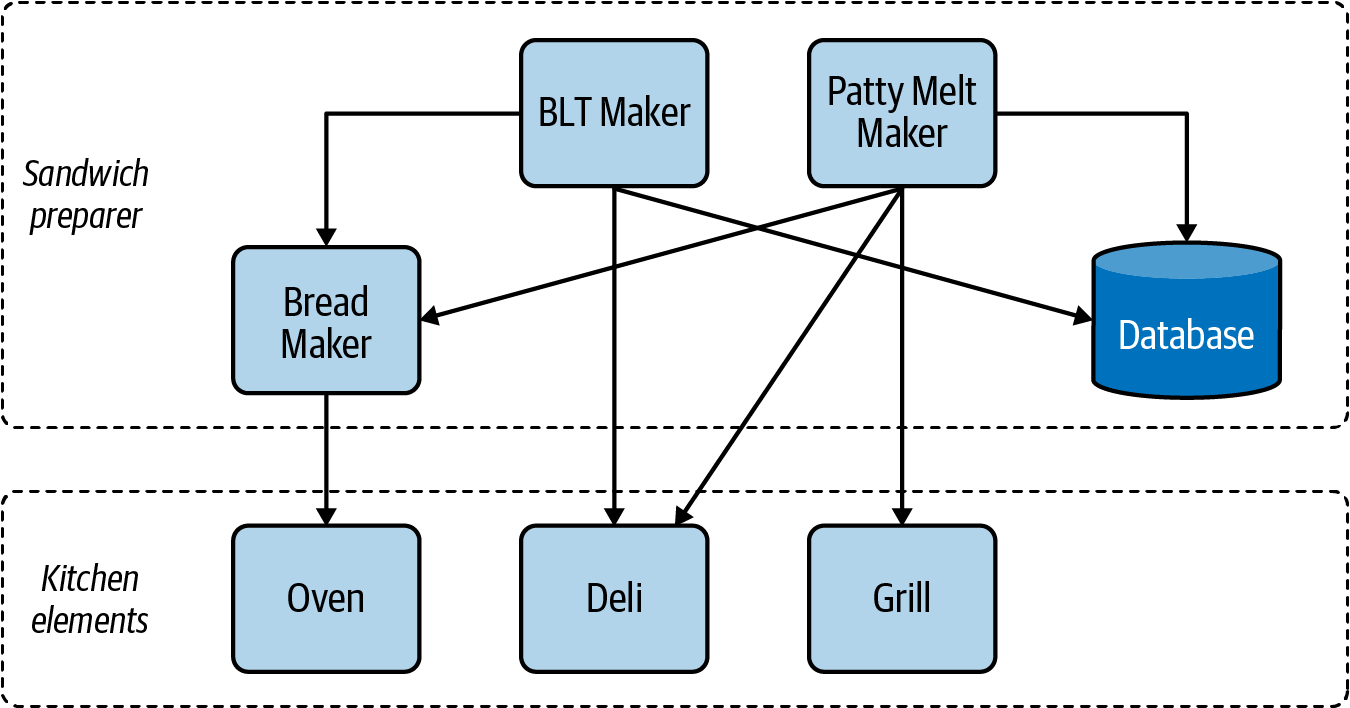 BLT Maker
Patty Melt
Maker
Sandwich
preparer
Bread
Maker
Database
Kitchen
elements
Oven
Deli
Grill